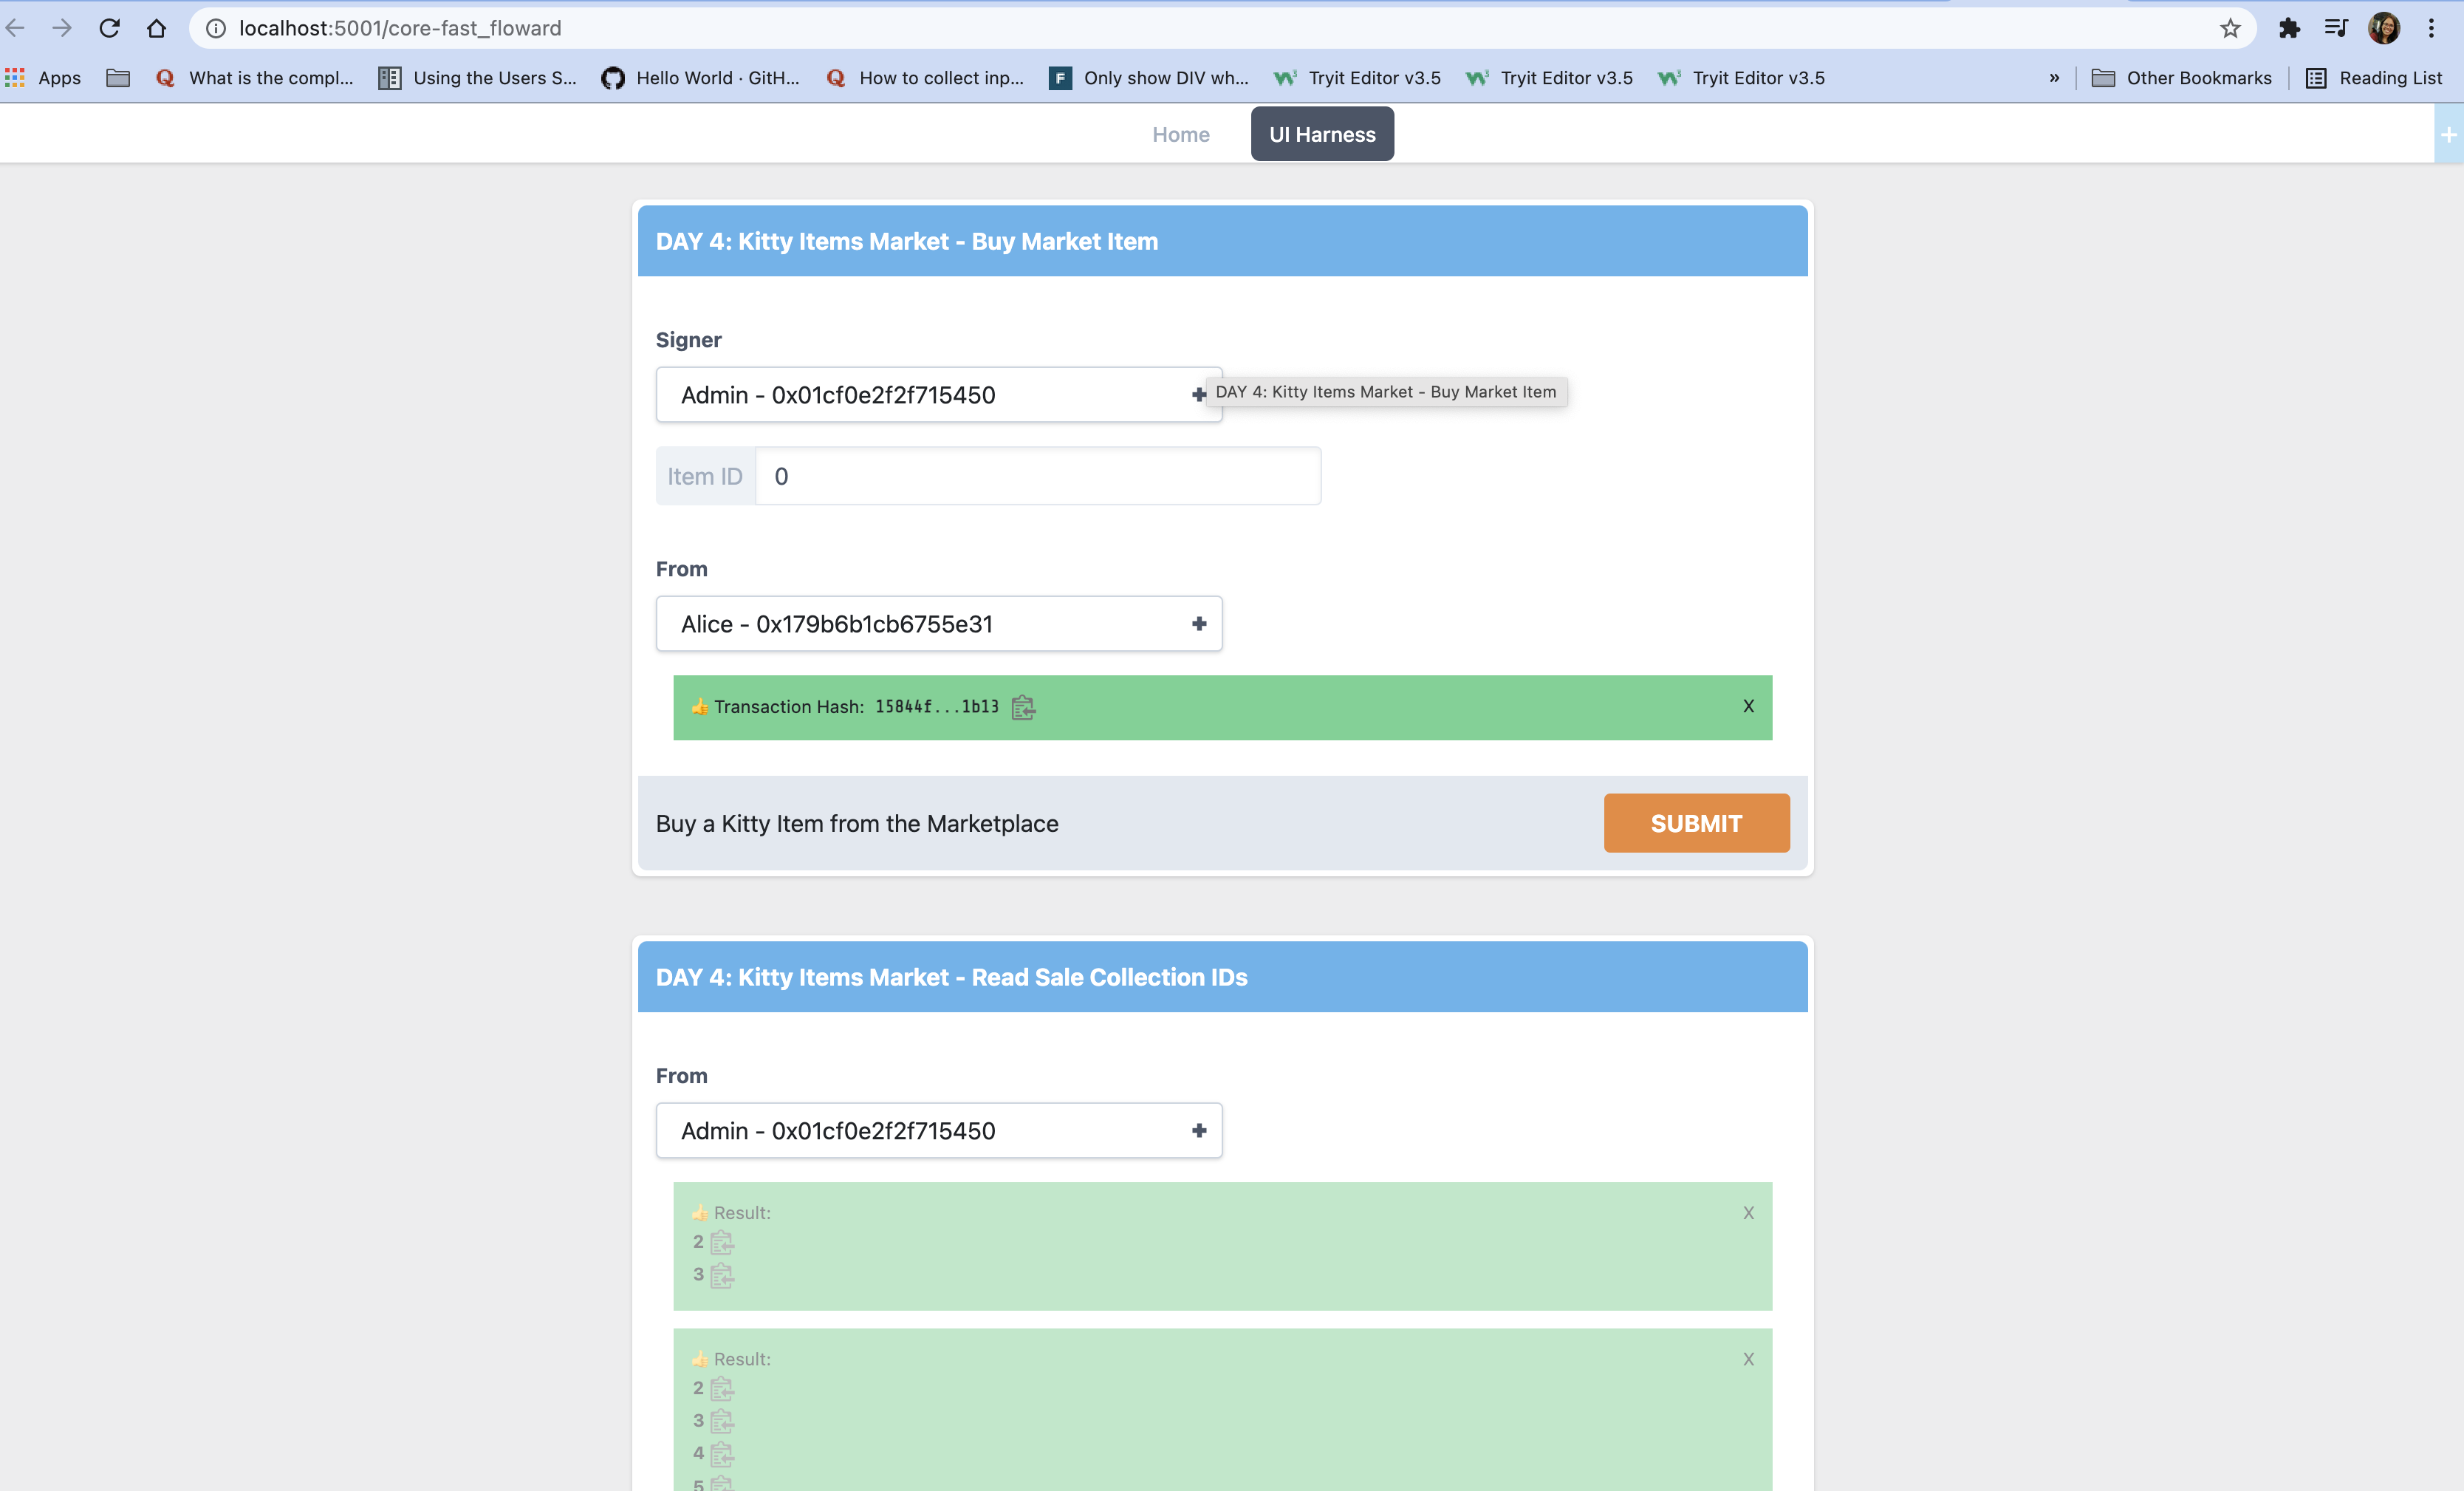 localhost:5001/core-fast_floward
Apps What is the compl... Using the Users S... Hello World · GitH... How to collect inp... Only show DIV wh... Tryit Editor v3.5 Tryit Editor v3.5 Tryit Editor v3.5 » Other Bookmarks Reading List
Home UI Harness +
DAY 4: Kitty Items Market - Buy Market Item
Signer
Admin - 0x01cf0e2f2f715450
DAY 4: Kitty Items Market - Buy Market Item
Item ID 0
From
Alice - 0x179b6b1cb6755e31
👍 Transaction Hash: 15844f...1b13 X
Buy a Kitty Item from the Marketplace SUBMIT
DAY 4: Kitty Items Market - Read Sale Collection IDs
From
Admin - 0x01cf0e2f2f715450
👍 Result: X
2
3
👍 Result: X
2
3
4
5